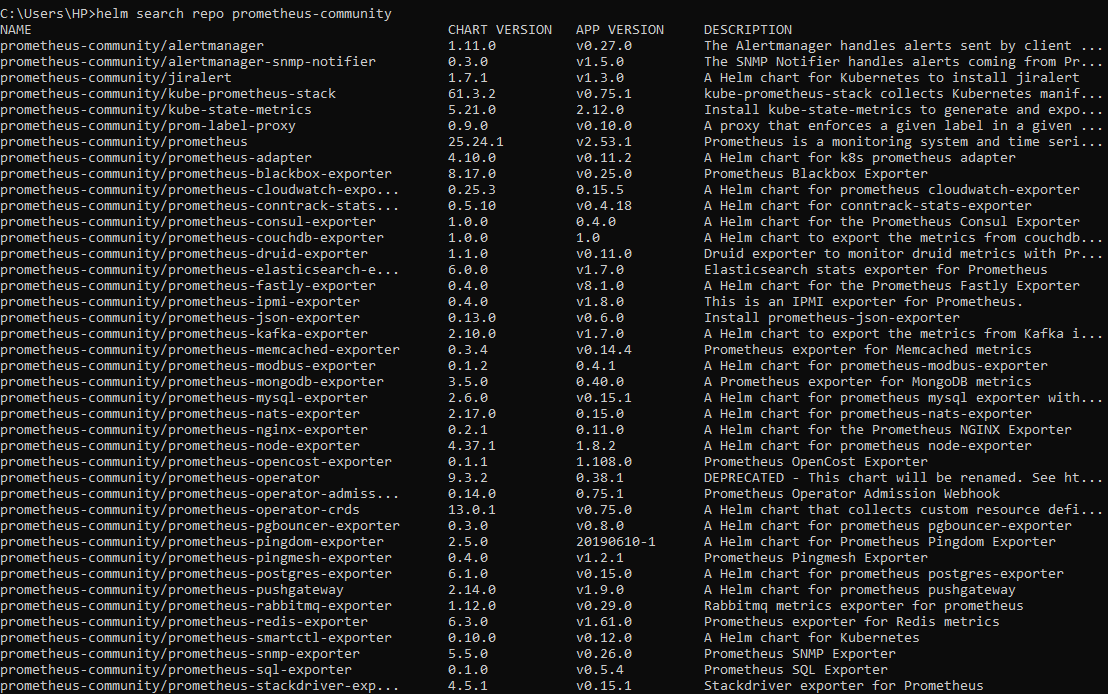 C:\Users\HP>helm search repo prometheus-community
NAME CHART VERSION APP VERSION DESCRIPTION
prometheus-community/alertmanager 1.11.0 v0.27.0 The Alertmanager handles alerts sent by client ...
prometheus-community/alertmanager-snmp-notifier 0.3.0 v1.5.0 The SNMP Notifier handles alerts coming from Pr...
prometheus-community/jiralert 1.7.1 v1.3.0 A Helm chart for Kubernetes to install jiralert
prometheus-community/kube-prometheus-stack 61.3.2 v0.75.1 kube-prometheus-stack collects Kubernetes manif...
prometheus-community/kube-state-metrics 5.21.0 2.12.0 Install kube-state-metrics to generate and expo...
prometheus-community/prom-label-proxy 0.9.0 v0.10.0 A proxy that enforces a given label in a given ...
prometheus-community/prometheus 25.24.1 v2.53.1 Prometheus is a monitoring system and time seri...
prometheus-community/prometheus-adapter 4.10.0 v0.11.2 A Helm chart for k8s prometheus adapter
prometheus-community/prometheus-blackbox-exporter 8.17.0 v0.25.0 Prometheus Blackbox Exporter
prometheus-community/prometheus-cloudwatch-expo... 0.25.3 0.15.5 A Helm chart for prometheus cloudwatch-exporter
prometheus-community/prometheus-conntrack-stats... 0.5.10 v0.4.18 A Helm chart for conntrack-stats-exporter
prometheus-community/prometheus-consul-exporter 1.0.0 0.4.0 A Helm chart for the Prometheus Consul Exporter
prometheus-community/prometheus-couchdb-exporter 1.0.0 1.0 A Helm chart to export the metrics from couchdb...
prometheus-community/prometheus-druid-exporter 1.1.0 v0.11.0 Druid exporter to monitor druid metrics with Pr...
prometheus-community/prometheus-elasticsearch-e... 6.0.0 v1.7.0 Elasticsearch stats exporter for Prometheus
prometheus-community/prometheus-fastly-exporter 0.4.0 v8.1.0 A Helm chart for the Prometheus Fastly Exporter
prometheus-community/prometheus-ipmi-exporter 0.4.0 v1.8.0 This is an IPMI exporter for Prometheus.
prometheus-community/prometheus-json-exporter 0.13.0 v0.6.0 Install prometheus-json-exporter
prometheus-community/prometheus-kafka-exporter 2.10.0 v1.7.0 A Helm chart to export the metrics from Kafka i...
prometheus-community/prometheus-memcached-exporter 0.3.4 v0.14.4 Prometheus exporter for Memcached metrics
prometheus-community/prometheus-modbus-exporter 0.1.2 0.4.1 A Helm chart for prometheus-modbus-exporter
prometheus-community/prometheus-mongodb-exporter 3.5.0 0.40.0 A Prometheus exporter for MongoDB metrics
prometheus-community/prometheus-mysql-exporter 2.6.0 v0.15.1 A Helm chart for prometheus mysql exporter with...
prometheus-community/prometheus-nats-exporter 2.17.0 0.15.0 A Helm chart for prometheus-nats-exporter
prometheus-community/prometheus-nginx-exporter 0.2.1 0.11.0 A Helm chart for the Prometheus NGINX Exporter
prometheus-community/prometheus-node-exporter 4.37.1 1.8.2 A Helm chart for prometheus node-exporter
prometheus-community/prometheus-opencost-exporter 0.1.1 1.108.0 Prometheus OpenCost Exporter
prometheus-community/prometheus-operator 9.3.2 0.38.1 DEPRECATED - This chart will be renamed. See ht...
prometheus-community/prometheus-operator-admiss... 0.14.0 0.75.1 Prometheus Operator Admission Webhook
prometheus-community/prometheus-operator-crds 13.0.1 v0.75.0 A Helm chart that collects custom resource defi...
prometheus-community/prometheus-pgbouncer-exporter 0.3.0 v0.8.0 A Helm chart for prometheus pgbouncer-exporter
prometheus-community/prometheus-pingdom-exporter 2.5.0 20190610-1 A Helm chart for Prometheus Pingdom Exporter
prometheus-community/prometheus-pingmesh-exporter 0.4.0 v1.2.1 Prometheus Pingmesh Exporter
prometheus-community/prometheus-postgres-exporter 6.1.0 v0.15.0 A Helm chart for prometheus postgres-exporter
prometheus-community/prometheus-pushgateway 2.14.0 v1.9.0 A Helm chart for prometheus pushgateway
prometheus-community/prometheus-rabbitmq-exporter 1.12.0 v0.29.0 Rabbitmq metrics exporter for prometheus
prometheus-community/prometheus-redis-exporter 6.3.0 v1.61.0 Prometheus exporter for Redis metrics
prometheus-community/prometheus-smartctl-exporter 0.10.0 v0.12.0 A Helm chart for Kubernetes
prometheus-community/prometheus-snmp-exporter 5.5.0 v0.26.0 Prometheus SNMP Exporter
prometheus-community/prometheus-sql-exporter 0.1.0 v0.5.4 Prometheus SQL Exporter
prometheus-community/prometheus-stackdriver-exp... 4.5.1 v0.15.1 Stackdriver exporter for Prometheus